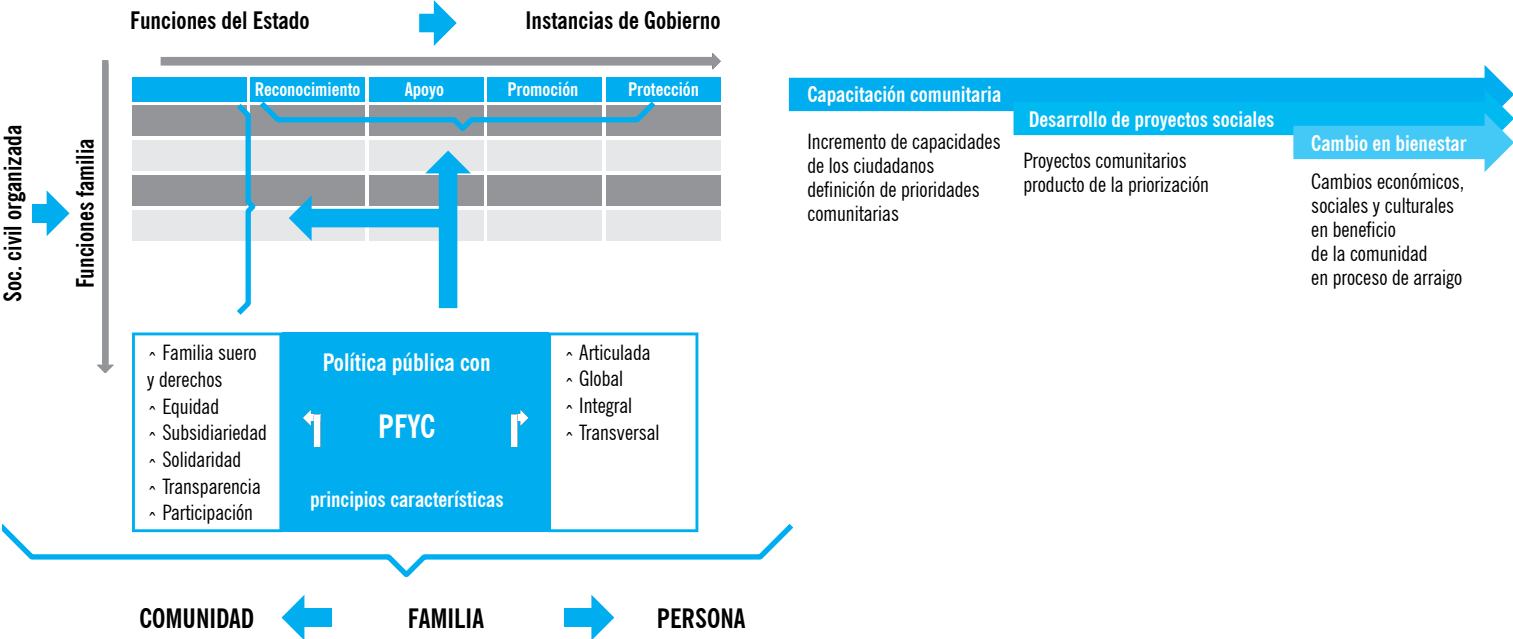 Funciones del Estado
Instancias de Gobierno
Soc. civil organizada
Funciones familia
Reconocimiento
Apoyo
Promoción
Protección
^ Familia suero
y derechos
^ Equidad
^ Subsidiariedad
^ Solidaridad
^ Transparencia
^ Participación
Política pública con
PFYC
principios características
^ Articulada
^ Global
^ Integral
^ Transversal
COMUNIDAD
FAMILIA
PERSONA
Capacitación comunitaria
Incremento de capacidades
de los ciudadanos
definición de prioridades
comunitarias
Desarrollo de proyectos sociales
Proyectos comunitarios
producto de la priorización
Cambio en bienestar
Cambios económicos,
sociales y culturales
en beneficio
de la comunidad
en proceso de arraigo